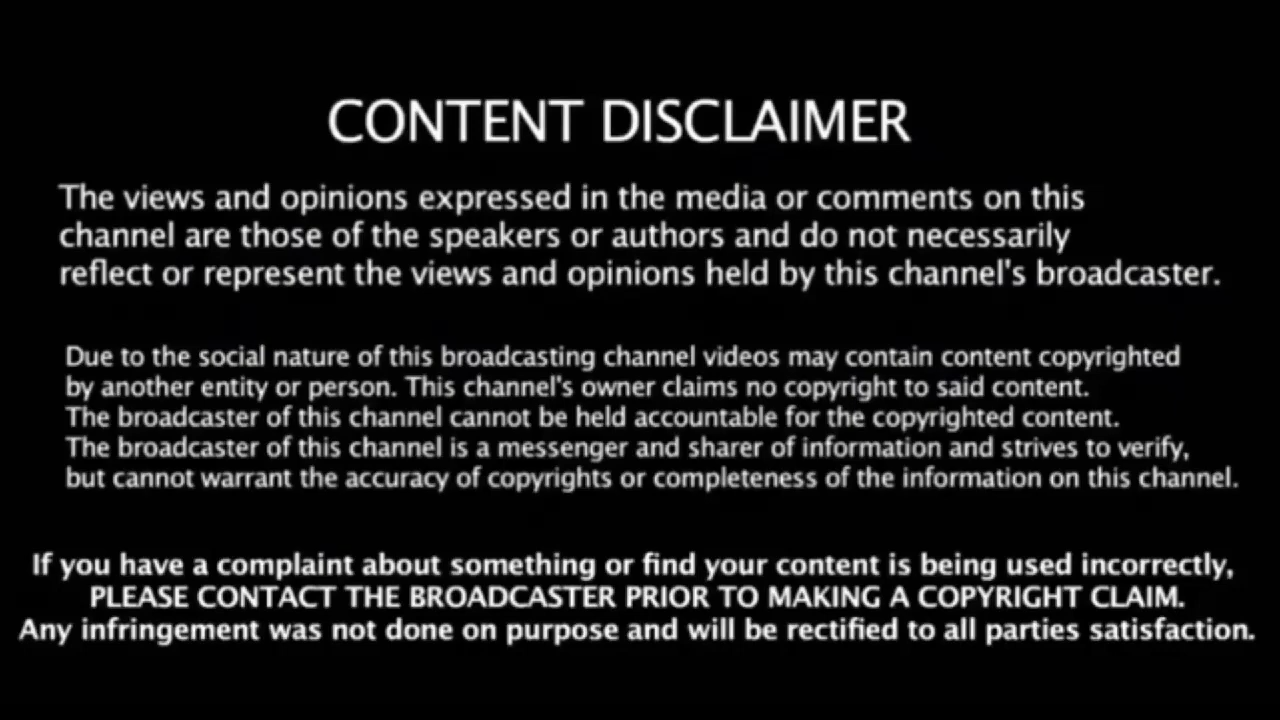 CONTENT DISCLAIMER
The views and opinions expressed in the media or comments on this
channel are those of the speakers or authors and do not necessarily
reflect or represent the views and opinions held by this channel's broadcaster.
Due to the social nature of this broadcasting channel videos may contain content copyrighted
by another entity or person. This channel's owner claims no copyright to said content.
The broadcaster of this channel cannot be held accountable for the copyrighted content.
The broadcaster of this channel is a messenger and sharer of information and strives to verify,
but cannot warrant the accuracy of copyrights or completeness of the information on this channel.
If you have a complaint about something or find your content is being used incorrectly,
PLEASE CONTACT THE BROADCASTER PRIOR TO MAKING A COPYRIGHT CLAIM.
Any infringement was not done on purpose and will be rectified to all parties satisfaction.